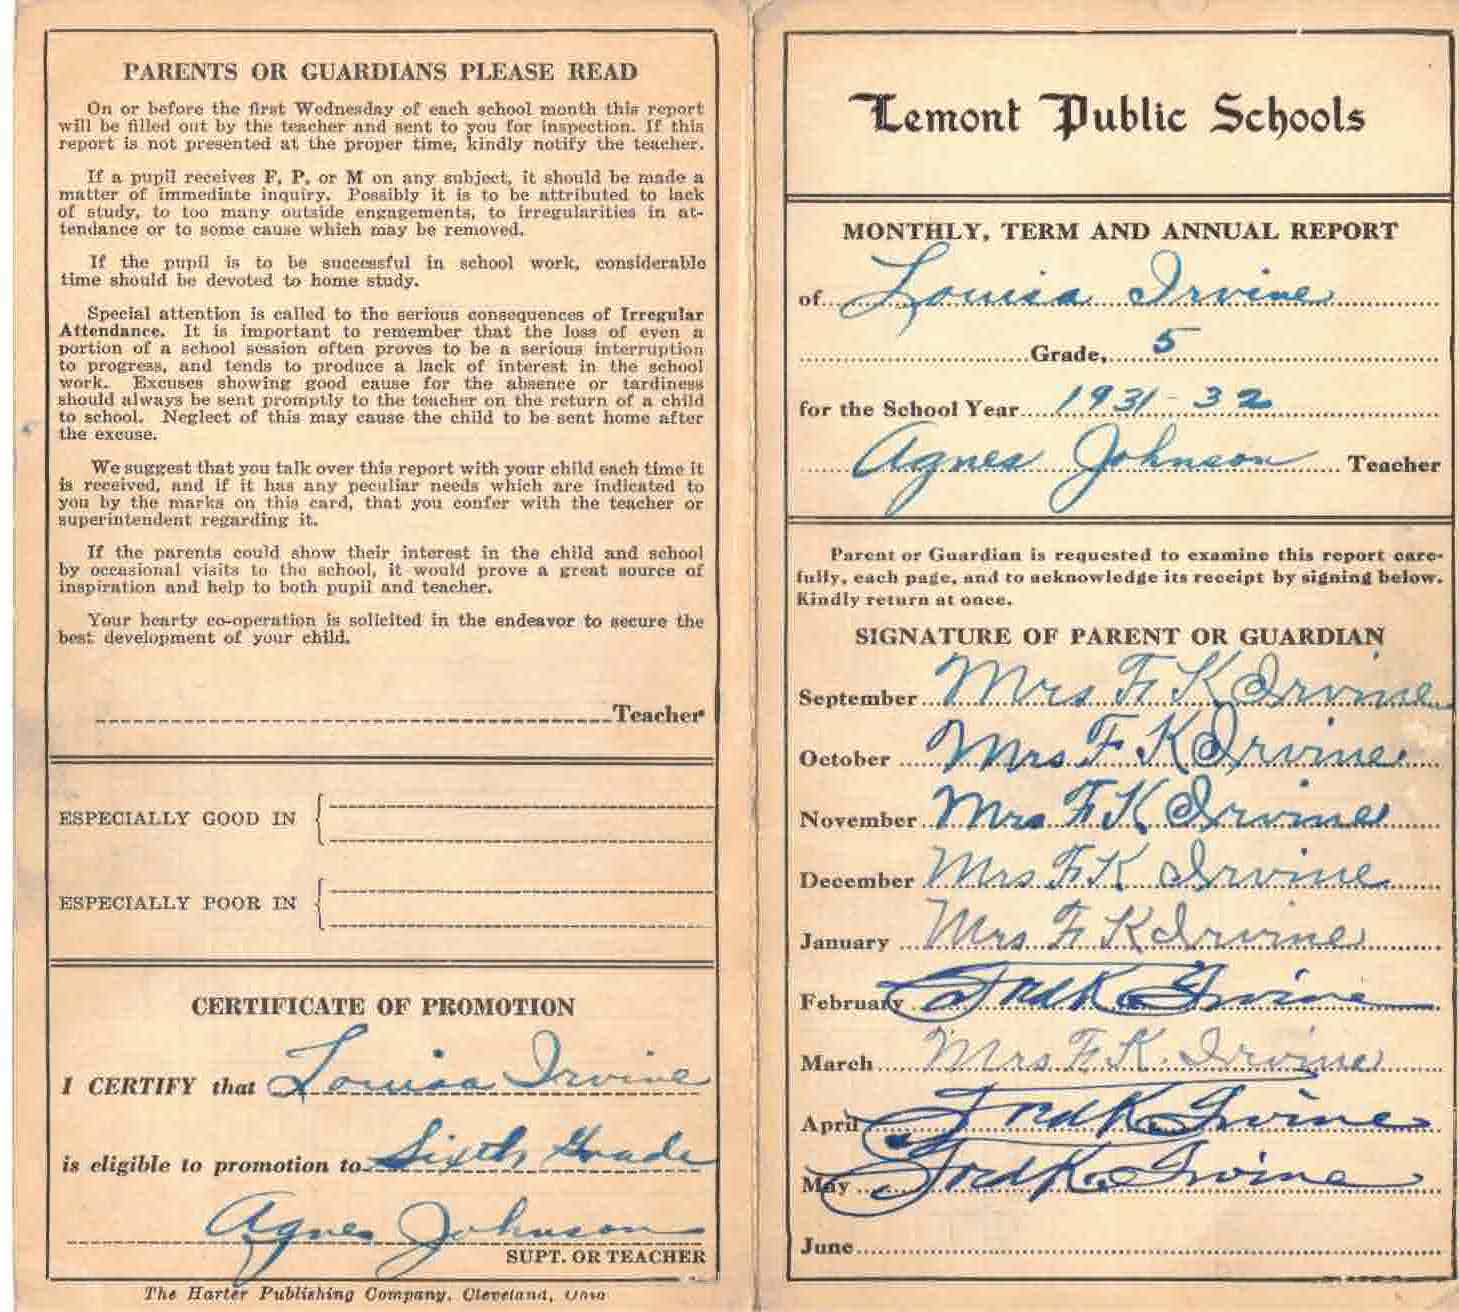 PARENTS OR GUARDIANS PLEASE READ
On or before the first Wednesday of each school month this report
will be filled out by the teacher and sent to you for inspection. If this
report is not presented at the proper time, kindly notify the teacher.
If a pupil receives F, P, or M on any subject, it should be made a
matter of immediate inquiry. Possibly it is to be attributed to lack
of study, to too many outside engagements, to irregularities in at-
tendance or to some cause which may be removed.
If the pupil is to be successful in school work, considerable
time should be devoted to home study.
Special attention is called to the serious consequences of Irregular
Attendance. It is important to remember that the loss of even a
portion of a school session often proves to be a serious interruption
to progress, and tends to produce a lack of interest in the school
work. Excuses showing good cause for the absence or tardiness
should always be sent promptly to the teacher on the return of a child
to school. Neglect of this may cause the child to be sent home after
the excuse.
We suggest that you talk over this report with your child each time it
is received, and if it has any peculiar needs which are indicated to
you by the marks on this card, that you confer with the teacher or
superintendent regarding it.
If the parents could show their interest in the child and school
by occasional visits to the school, it would prove a great source of
inspiration and help to both pupil and teacher.
Your hearty co-operation is solicited in the endeavor to secure the
best development of your child.
Teacher
ESPECIALLY GOOD IN
ESPECIALLY POOR IN
CERTIFICATE OF PROMOTION
I CERTIFY that Louisa Irvine
is eligible to promotion to Sixth Grade
Agnes Johnson
SUPT. OR TEACHER
The Harter Publishing Company, Cleveland, Ohio
Lemont Public Schools
MONTHLY, TERM AND ANNUAL REPORT
of Louisa Irvine
Grade, 5
for the School Year 1931-32
Agnes Johnson Teacher
Parent or Guardian is requested to examine this report care-
fully, each page, and to acknowledge its receipt by signing below.
Kindly return at once.
SIGNATURE OF PARENT OR GUARDIAN
September Mrs F K Irvine
October Mrs F K Irvine
November Mrs F K Irvine
December Mrs F K Irvine
January Mrs F K Irvine
February Fred K. Irvine
March Mrs F. K. Irvine
April Fred K. Irvine
May Fred K. Irvine
June